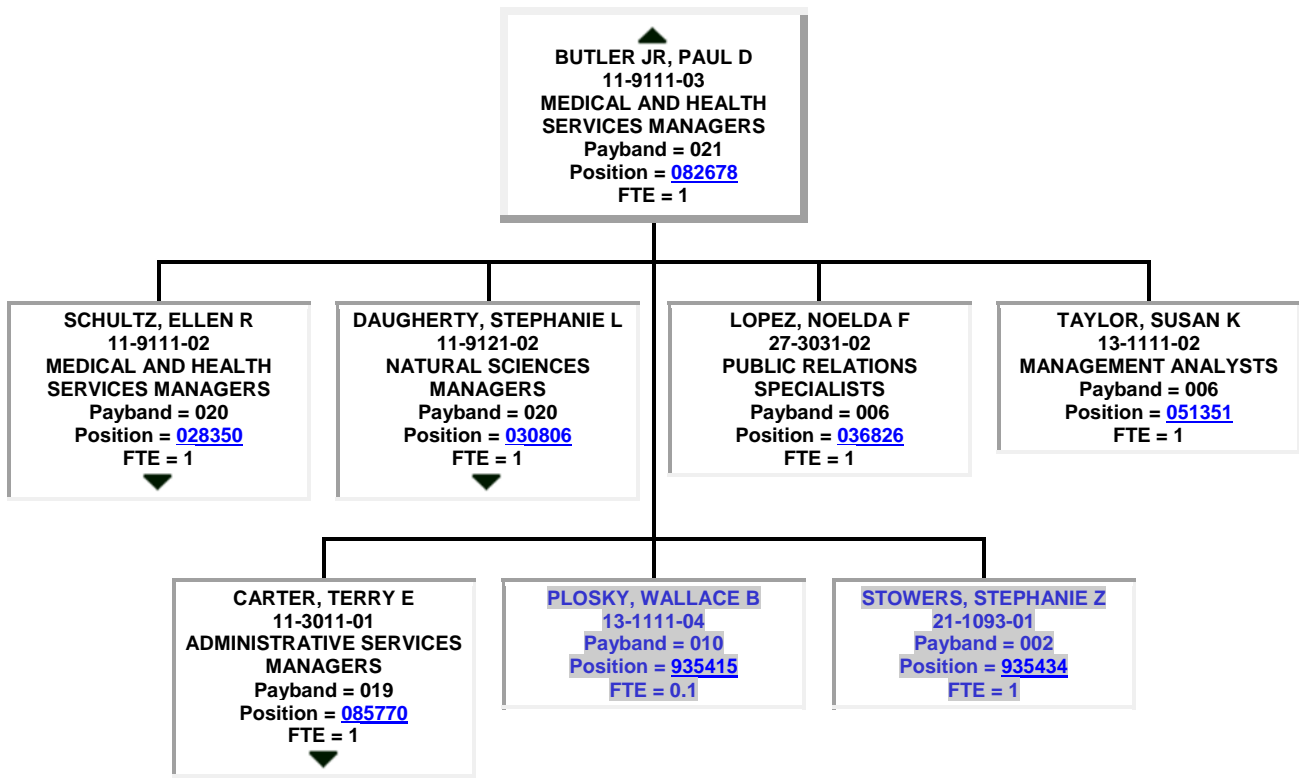 BUTLER JR, PAUL D
11-9111-03
MEDICAL AND HEALTH
SERVICES MANAGERS
Payband = 021
Position = 082678
FTE = 1
SCHULTZ, ELLEN R
11-9111-02
MEDICAL AND HEALTH
SERVICES MANAGERS
Payband = 020
Position = 028350
FTE = 1
DAUGHERTY, STEPHANIE L
11-9121-02
NATURAL SCIENCES
MANAGERS
Payband = 020
Position = 030806
FTE = 1
LOPEZ, NOELDA F
27-3031-02
PUBLIC RELATIONS
SPECIALISTS
Payband = 006
Position = 036826
FTE = 1
TAYLOR, SUSAN K
13-1111-02
MANAGEMENT ANALYSTS
Payband = 006
Position = 051351
FTE = 1
CARTER, TERRY E
11-3011-01
ADMINISTRATIVE SERVICES
MANAGERS
Payband = 019
Position = 085770
FTE = 1
PLOSKY, WALLACE B
13-1111-04
Payband = 010
Position = 935415
FTE = 0.1
STOWERS, STEPHANIE Z
21-1093-01
Payband = 002
Position = 935434
FTE = 1